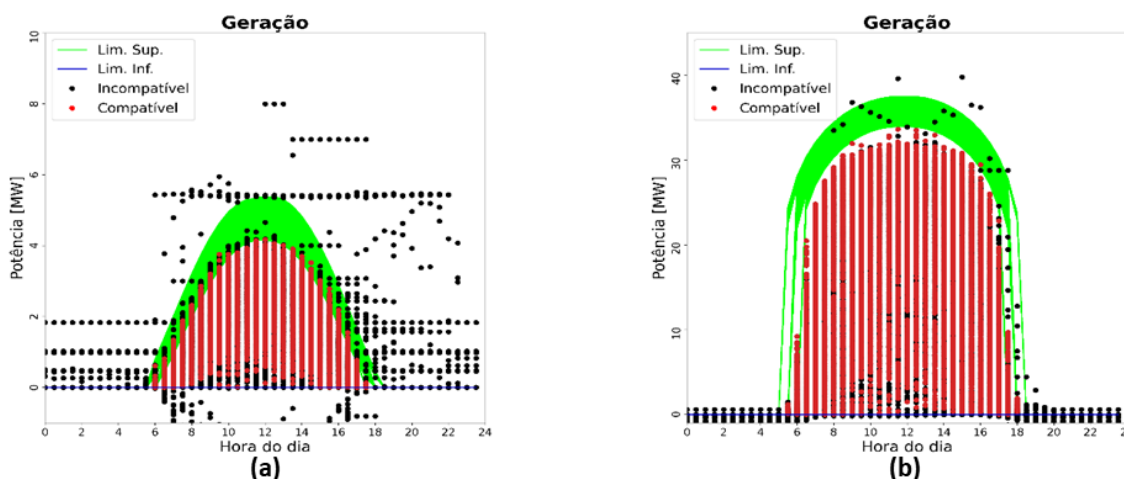 Geração
Lim. Sup.
Lim. Inf.
Incompatível
Compatível
Potência [MW]
10
8
6
4
2
0
0 2 4 6 8 10 12 14 16 18 20 22 24
Hora do dia
(a)
Geração
Lim. Sup.
Lim. Inf.
Incompatível
Compatível
Potência [MW]
40
30
20
10
0
0 2 4 6 8 10 12 14 16 18 20 22 24
Hora do dia
(b)